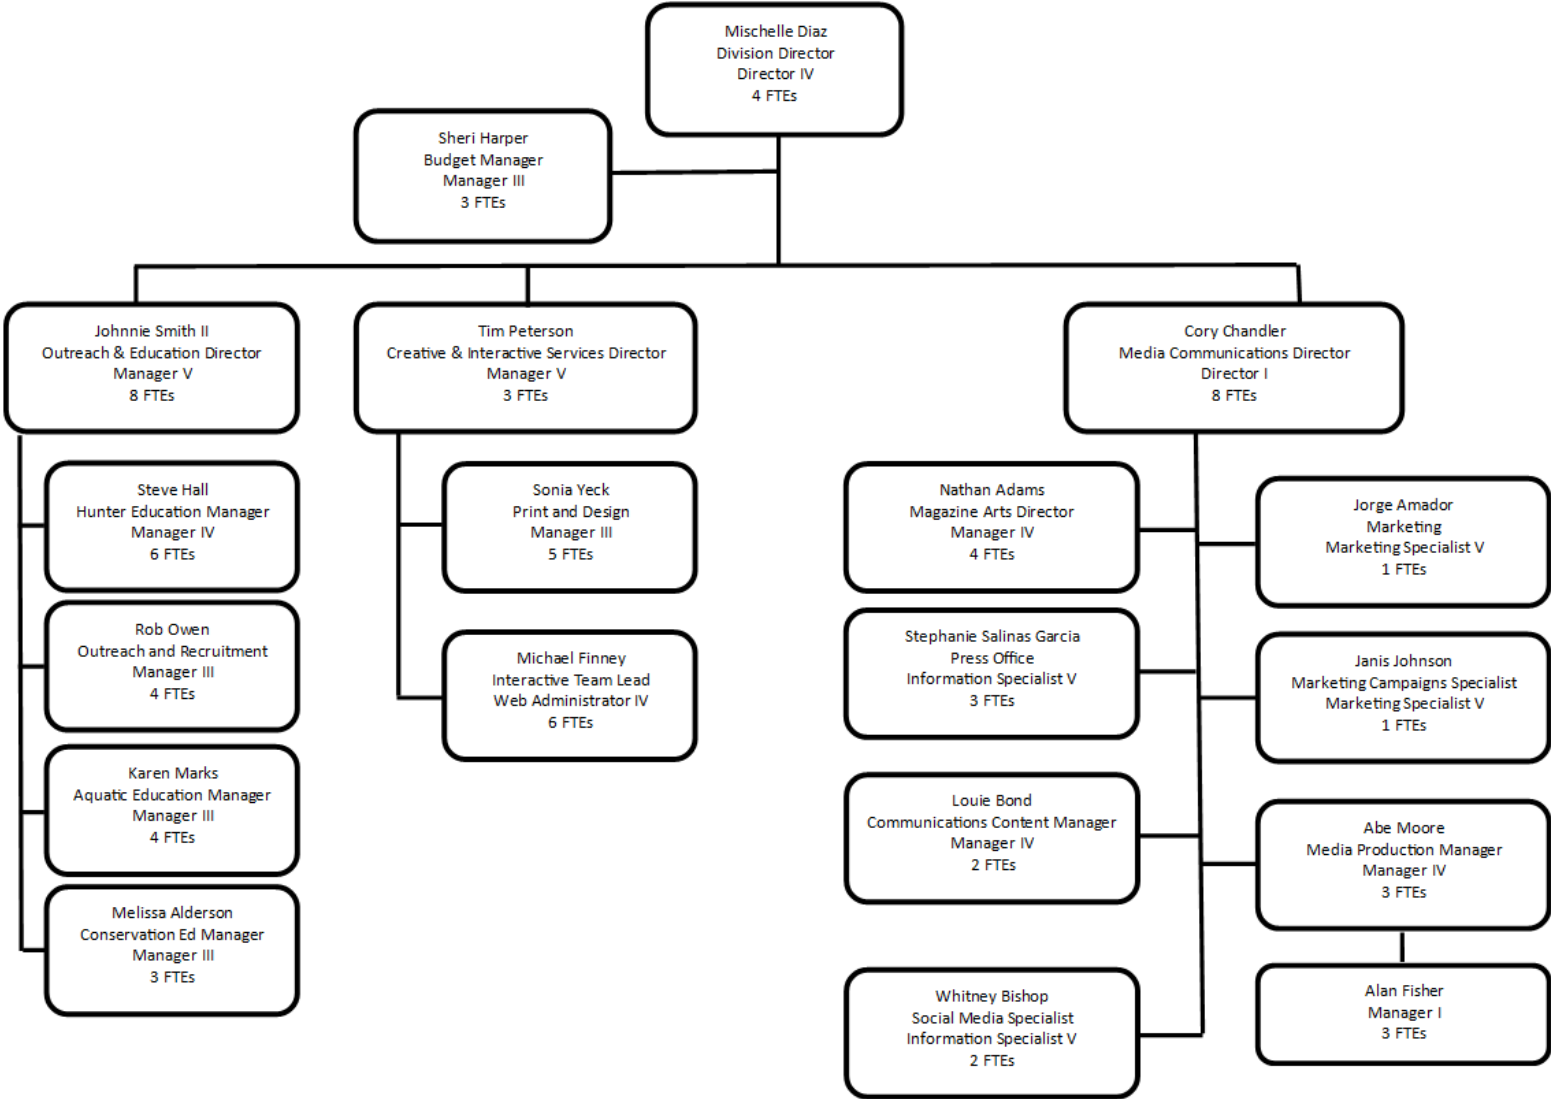 Mischelle Diaz
Division Director
Director IV
4 FTEs
Sheri Harper
Budget Manager
Manager III
3 FTEs
Johnnie Smith II
Outreach & Education Director
Manager V
8 FTEs
Tim Peterson
Creative & Interactive Services Director
Manager V
3 FTEs
Cory Chandler
Media Communications Director
Director I
8 FTEs
Steve Hall
Hunter Education Manager
Manager IV
6 FTEs
Rob Owen
Outreach and Recruitment
Manager III
4 FTEs
Karen Marks
Aquatic Education Manager
Manager III
4 FTEs
Melissa Alderson
Conservation Ed Manager
Manager III
3 FTEs
Sonia Yeck
Print and Design
Manager III
5 FTEs
Michael Finney
Interactive Team Lead
Web Administrator IV
6 FTEs
Nathan Adams
Magazine Arts Director
Manager IV
4 FTEs
Stephanie Salinas Garcia
Press Office
Information Specialist V
3 FTEs
Louie Bond
Communications Content Manager
Manager IV
2 FTEs
Whitney Bishop
Social Media Specialist
Information Specialist V
2 FTEs
Jorge Amador
Marketing
Marketing Specialist V
1 FTEs
Janis Johnson
Marketing Campaigns Specialist
Marketing Specialist V
1 FTEs
Abe Moore
Media Production Manager
Manager IV
3 FTEs
Alan Fisher
Manager I
3 FTEs